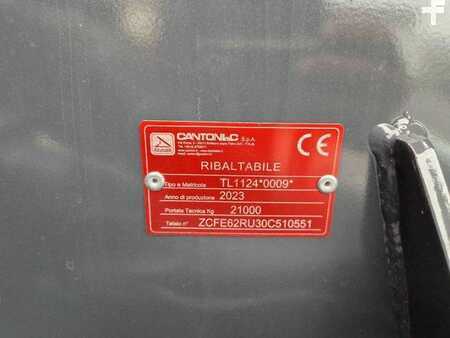 CANTONI&C S.p.A.
CE
RIBALTABILE
Tipo e Matricola TL1124*0009*
Anno di produzione 2023
Portata Tecnica Kg 21000
Telaio n° ZCFE62RU30C510551